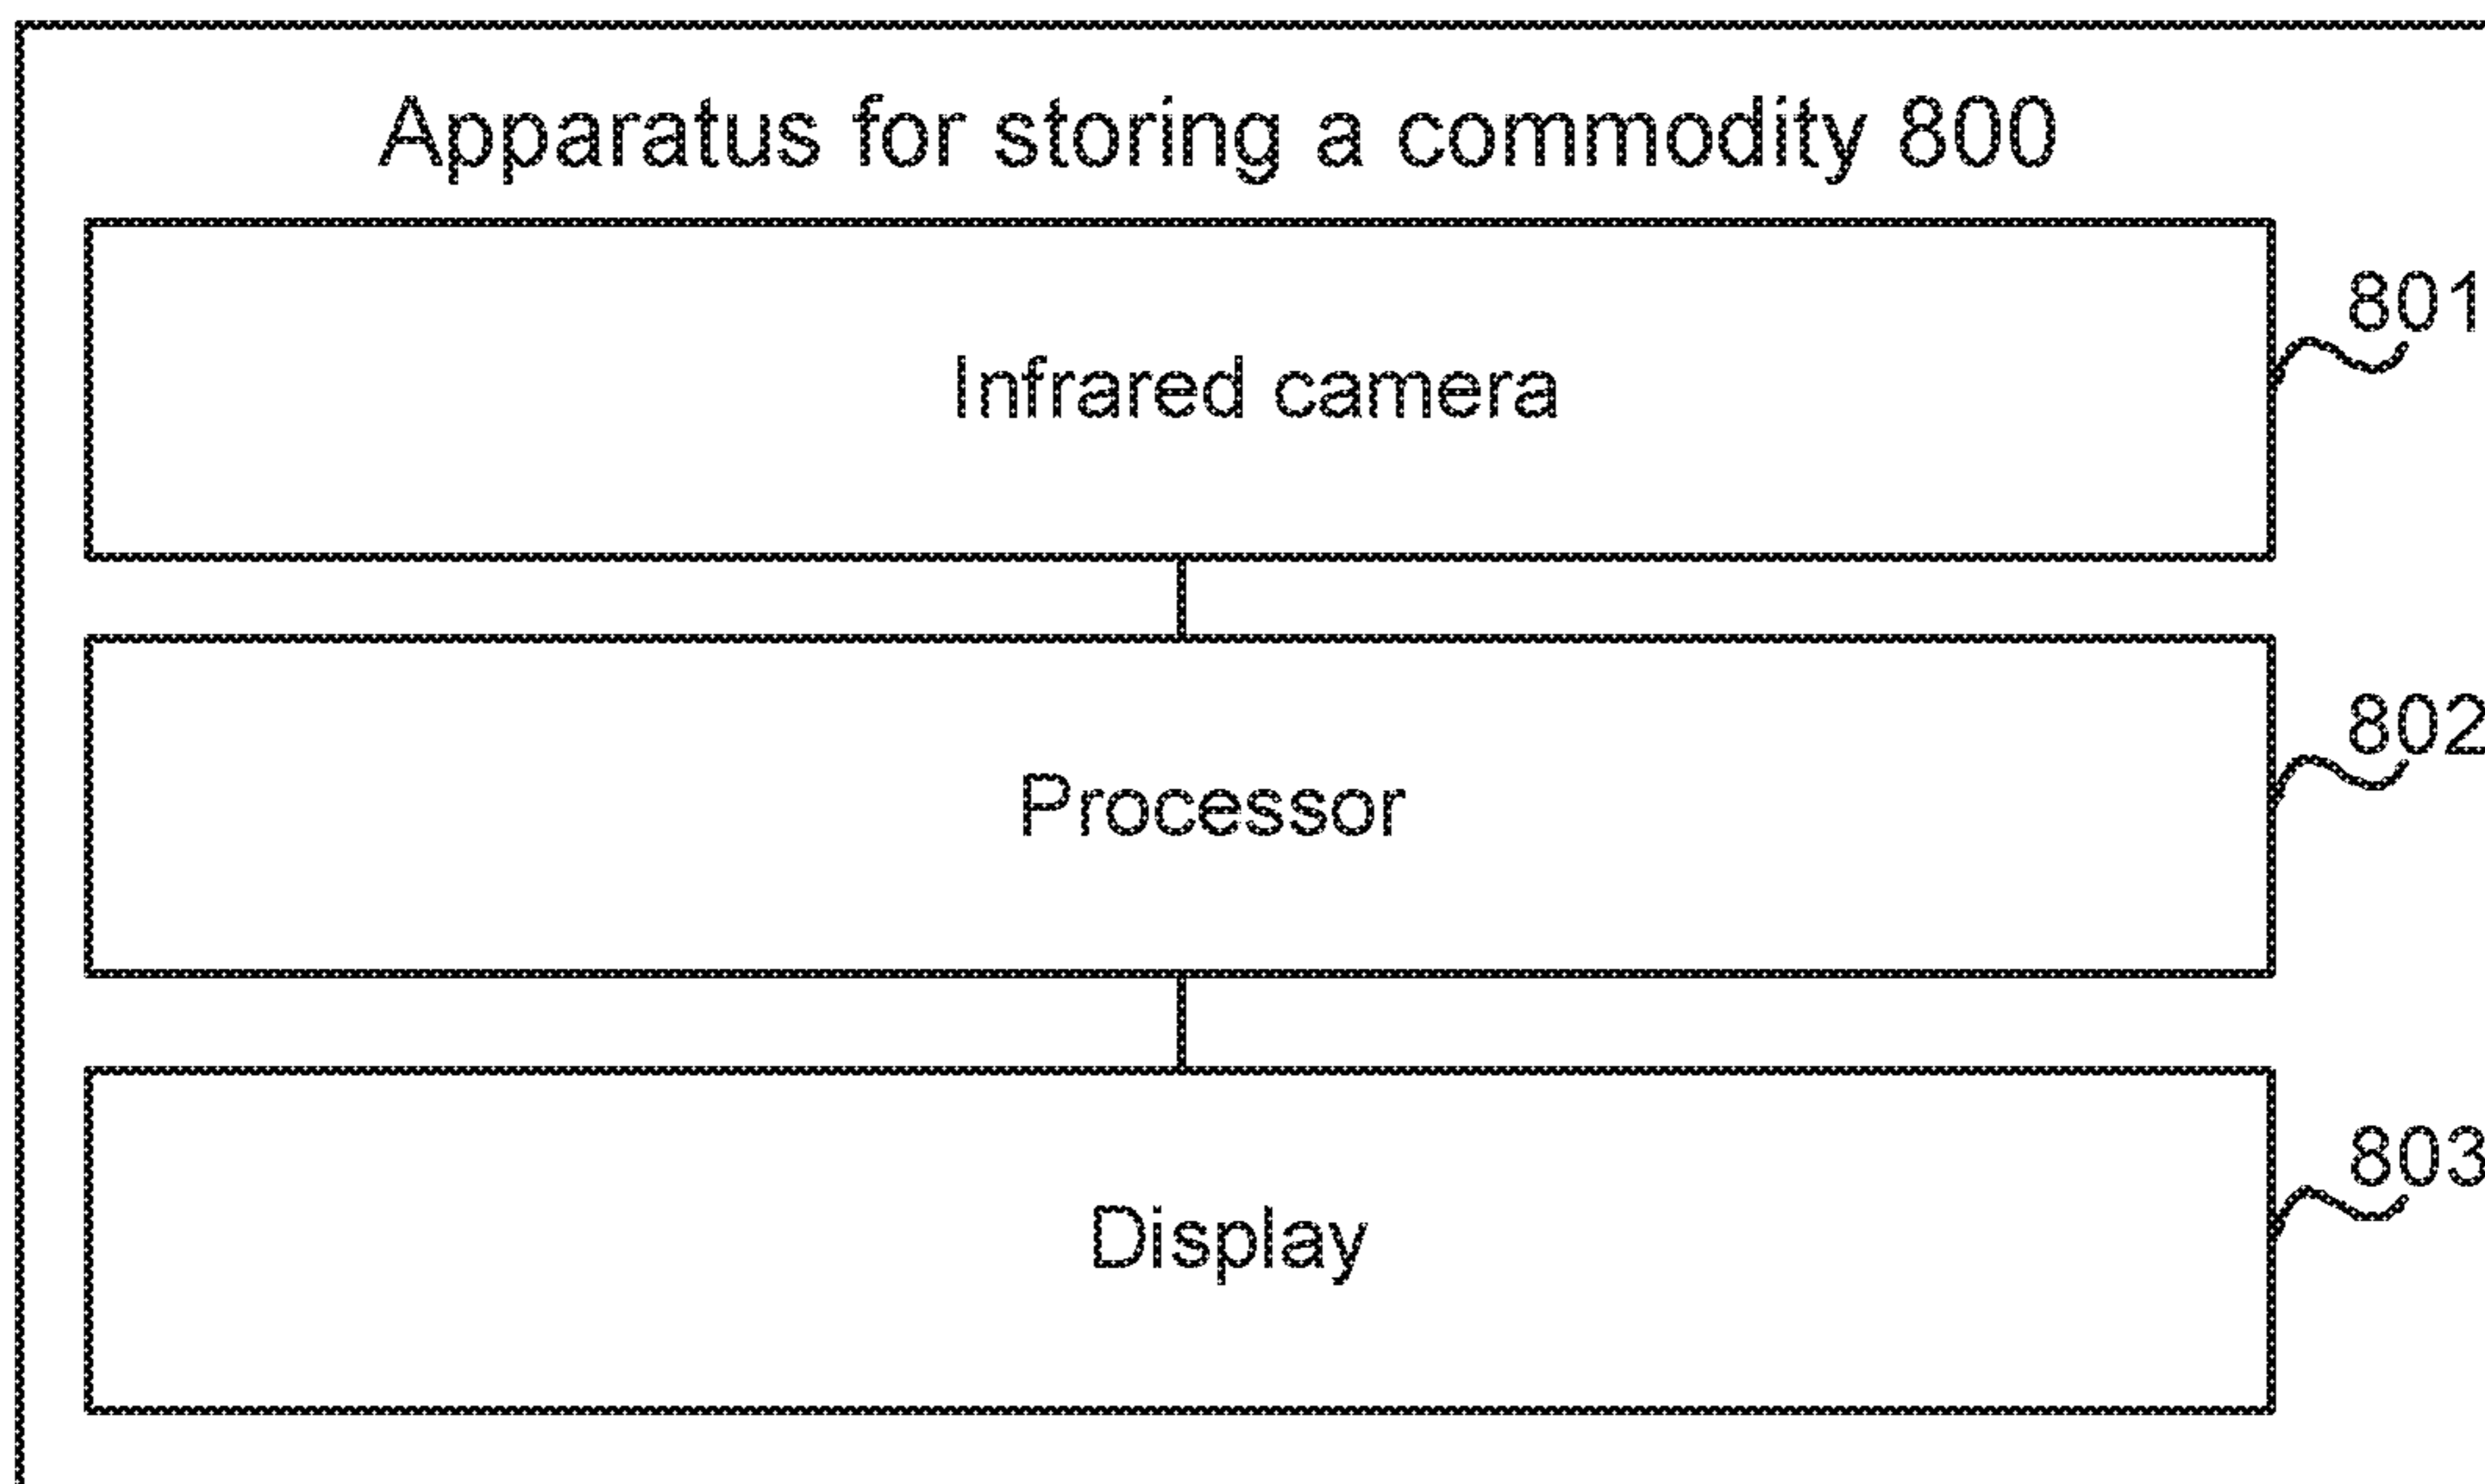 Apparatus for storing a commodity 800
801
Infrared camera
802
Processor
803
Display